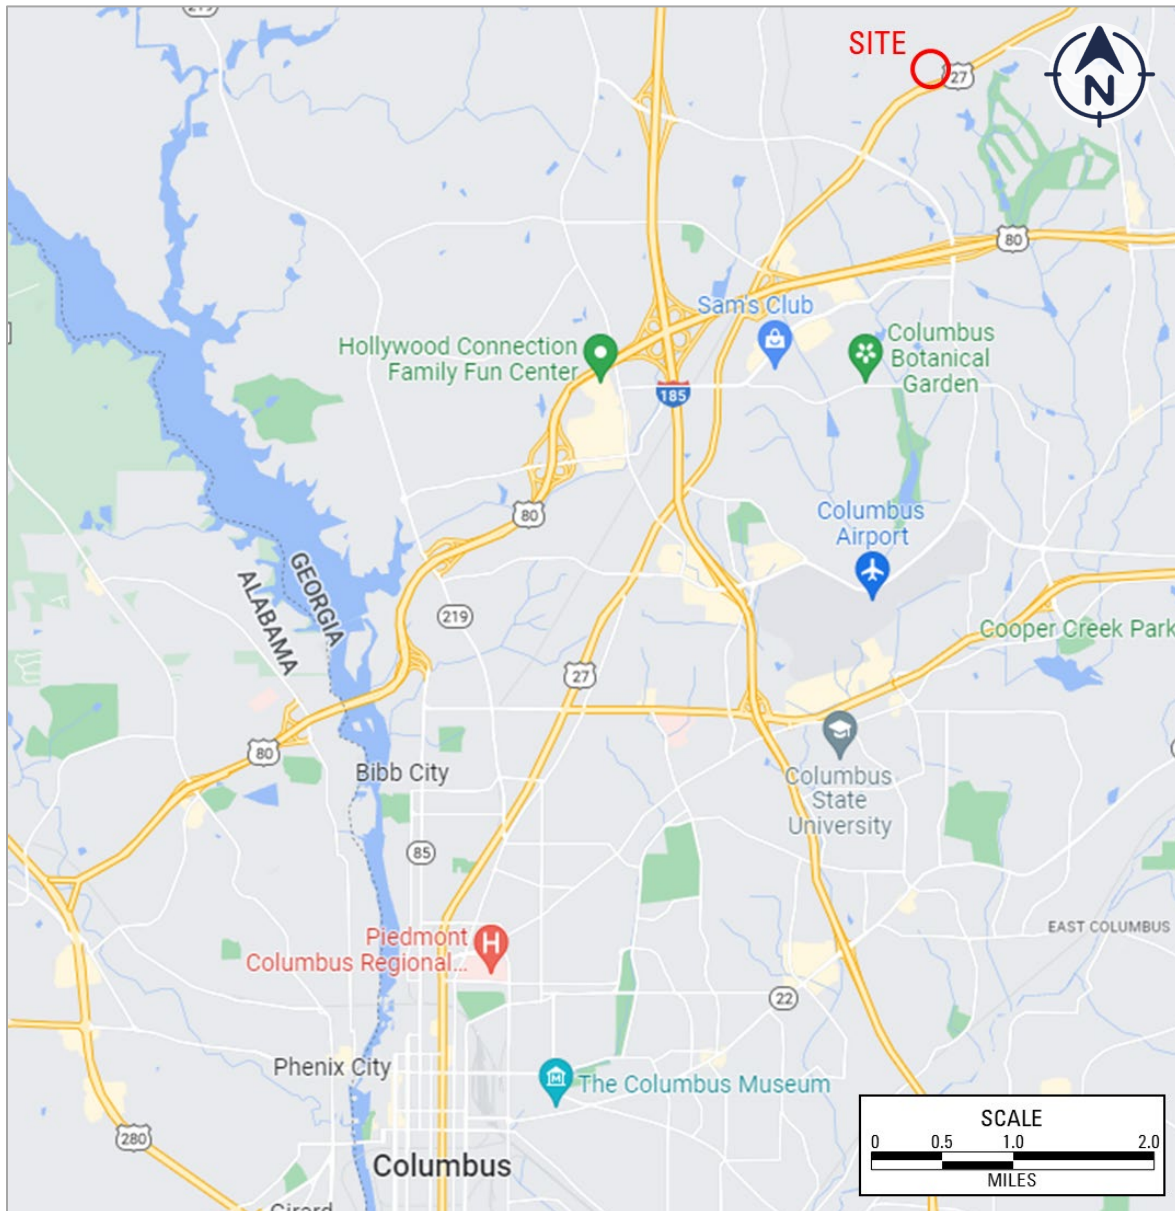 219
SITE
27
N
80
Sam's Club
Hollywood Connection
Family Fun Center
Columbus
Botanical
Garden
185
80
Columbus
Airport
GEORGIA
ALABAMA
219
Cooper Creek Park
27
80
Bibb City
Columbus
State
University
85
EAST COLUMBUS
Piedmont
Columbus Regional...
H
22
Phenix City
M
The Columbus Museum
280
Columbus
SCALE
0 0.5 1.0 2.0
MILES
Girard